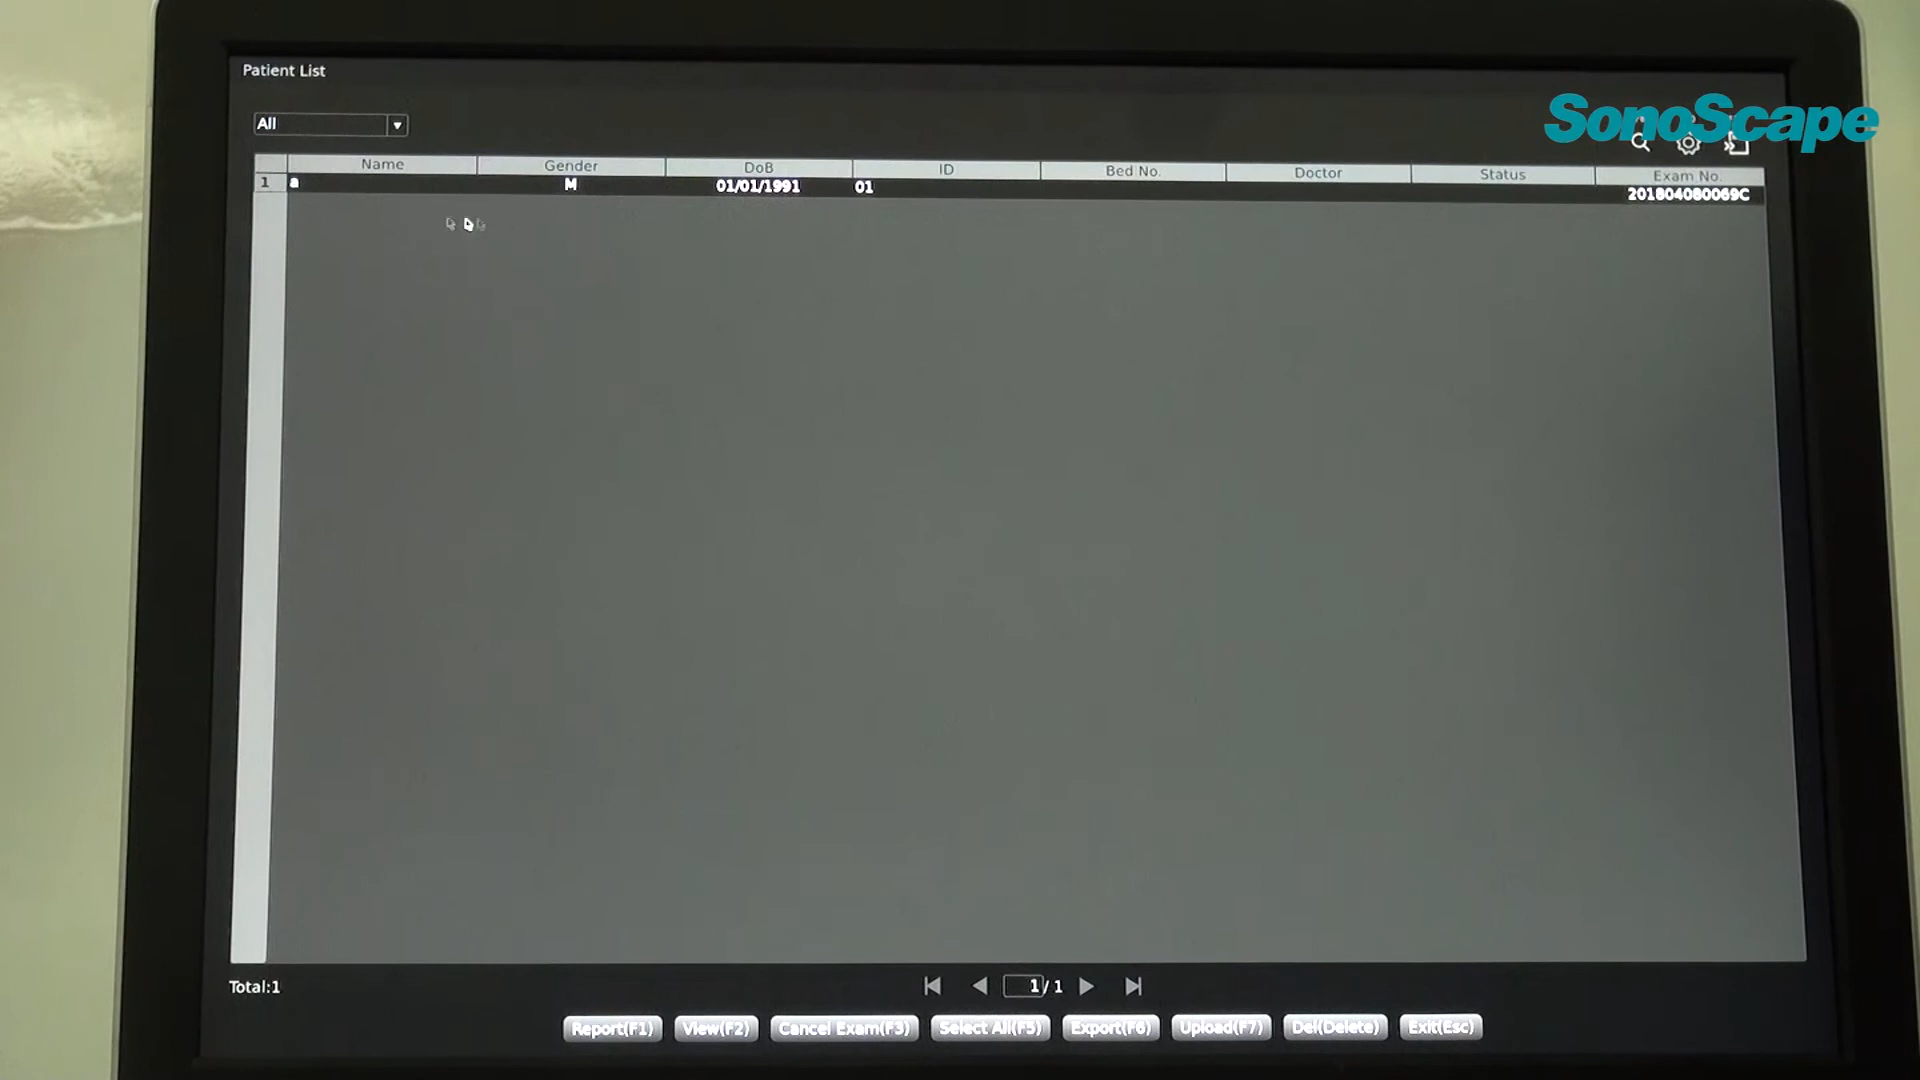 Patient List
SonoScape
All
Name Gender DoB ID Bed No. Doctor Status Exam No.
1 a M 01/01/1991 01 201804080069C
Total:1 1 / 1
Report(F1) View(F2) Cancel Exam(F3) Select All(F5) Export(F6) Upload(F7) Del(Delete) Exit(Esc)